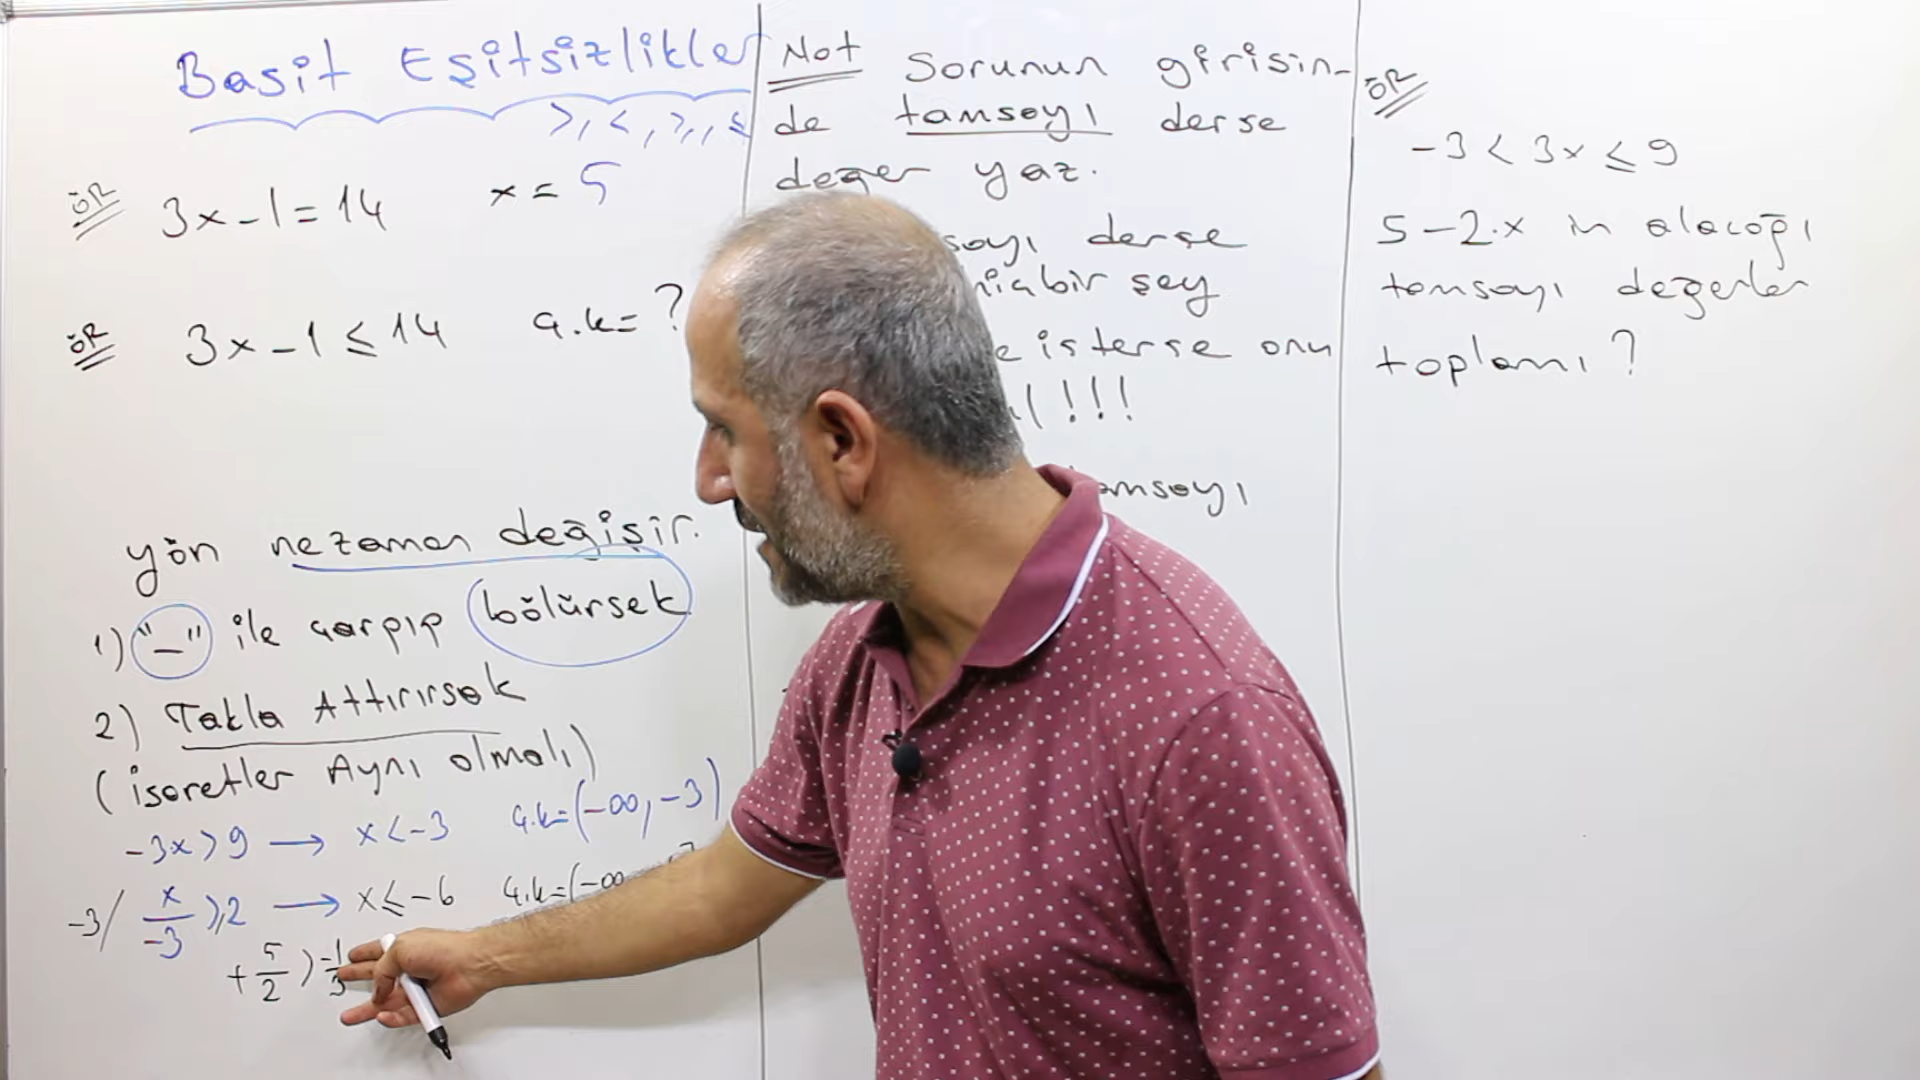 Basit Eşitsizlikler
>, <, ≥, ≤
ÖR 3x-1=14 x=5
ÖR 3x-1≤14 Ç.k=?
yön nezaman değişir.
1) "-" ile çarpıp bölürsek
2) Takla Attırırsak
(işaretler Aynı olmalı)
-3x>9 → x<-3 Ç.k=(-∞,-3)
-3/ x/-3 ≥2 → x≤-6 Ç.k=(-∞
+5/2 > -1/3
Not Sorunun girişin-
de tamsayı derse
değer yaz.
sayı derse
bir şey
isterse onu
!!!
ÖR
-3<3x≤9
5-2.x in alacağı
tamsayı değerler
toplamı?